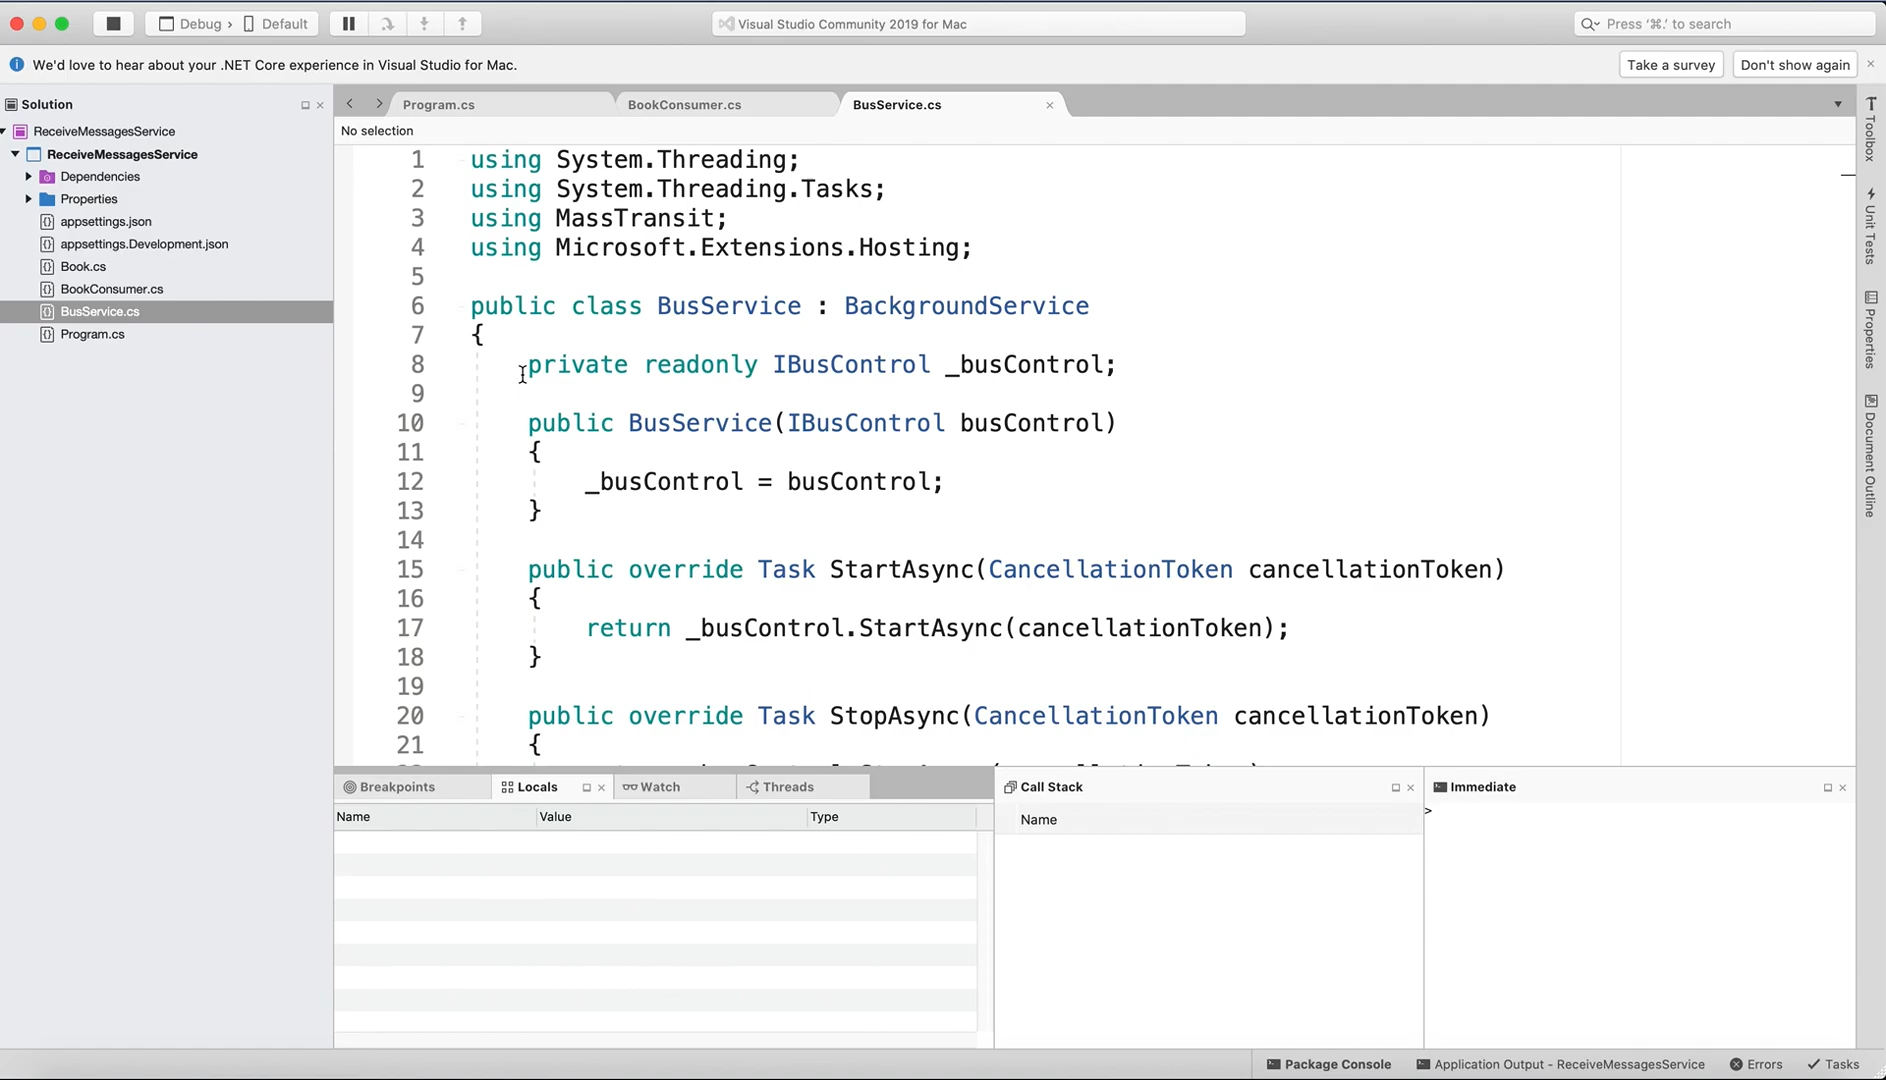 Debug › Default
Visual Studio Community 2019 for Mac
Press '⌘.' to search
We'd love to hear about your .NET Core experience in Visual Studio for Mac.
Take a survey
Don't show again
Solution
ReceiveMessagesService
ReceiveMessagesService
Dependencies
Properties
appsettings.json
appsettings.Development.json
Book.cs
BookConsumer.cs
BusService.cs
Program.cs
Program.cs
BookConsumer.cs
BusService.cs
No selection
1 using System.Threading;
2 using System.Threading.Tasks;
3 using MassTransit;
4 using Microsoft.Extensions.Hosting;
5
6 public class BusService : BackgroundService
7 {
8 private readonly IBusControl _busControl;
9
10 public BusService(IBusControl busControl)
11 {
12 _busControl = busControl;
13 }
14
15 public override Task StartAsync(CancellationToken cancellationToken)
16 {
17 return _busControl.StartAsync(cancellationToken);
18 }
19
20 public override Task StopAsync(CancellationToken cancellationToken)
21 {
Toolbox
Unit Tests
Properties
Document Outline
Breakpoints
Locals
Watch
Threads
Name Value Type
Call Stack
Name
Immediate
>
Package Console
Application Output - ReceiveMessagesService
Errors
Tasks